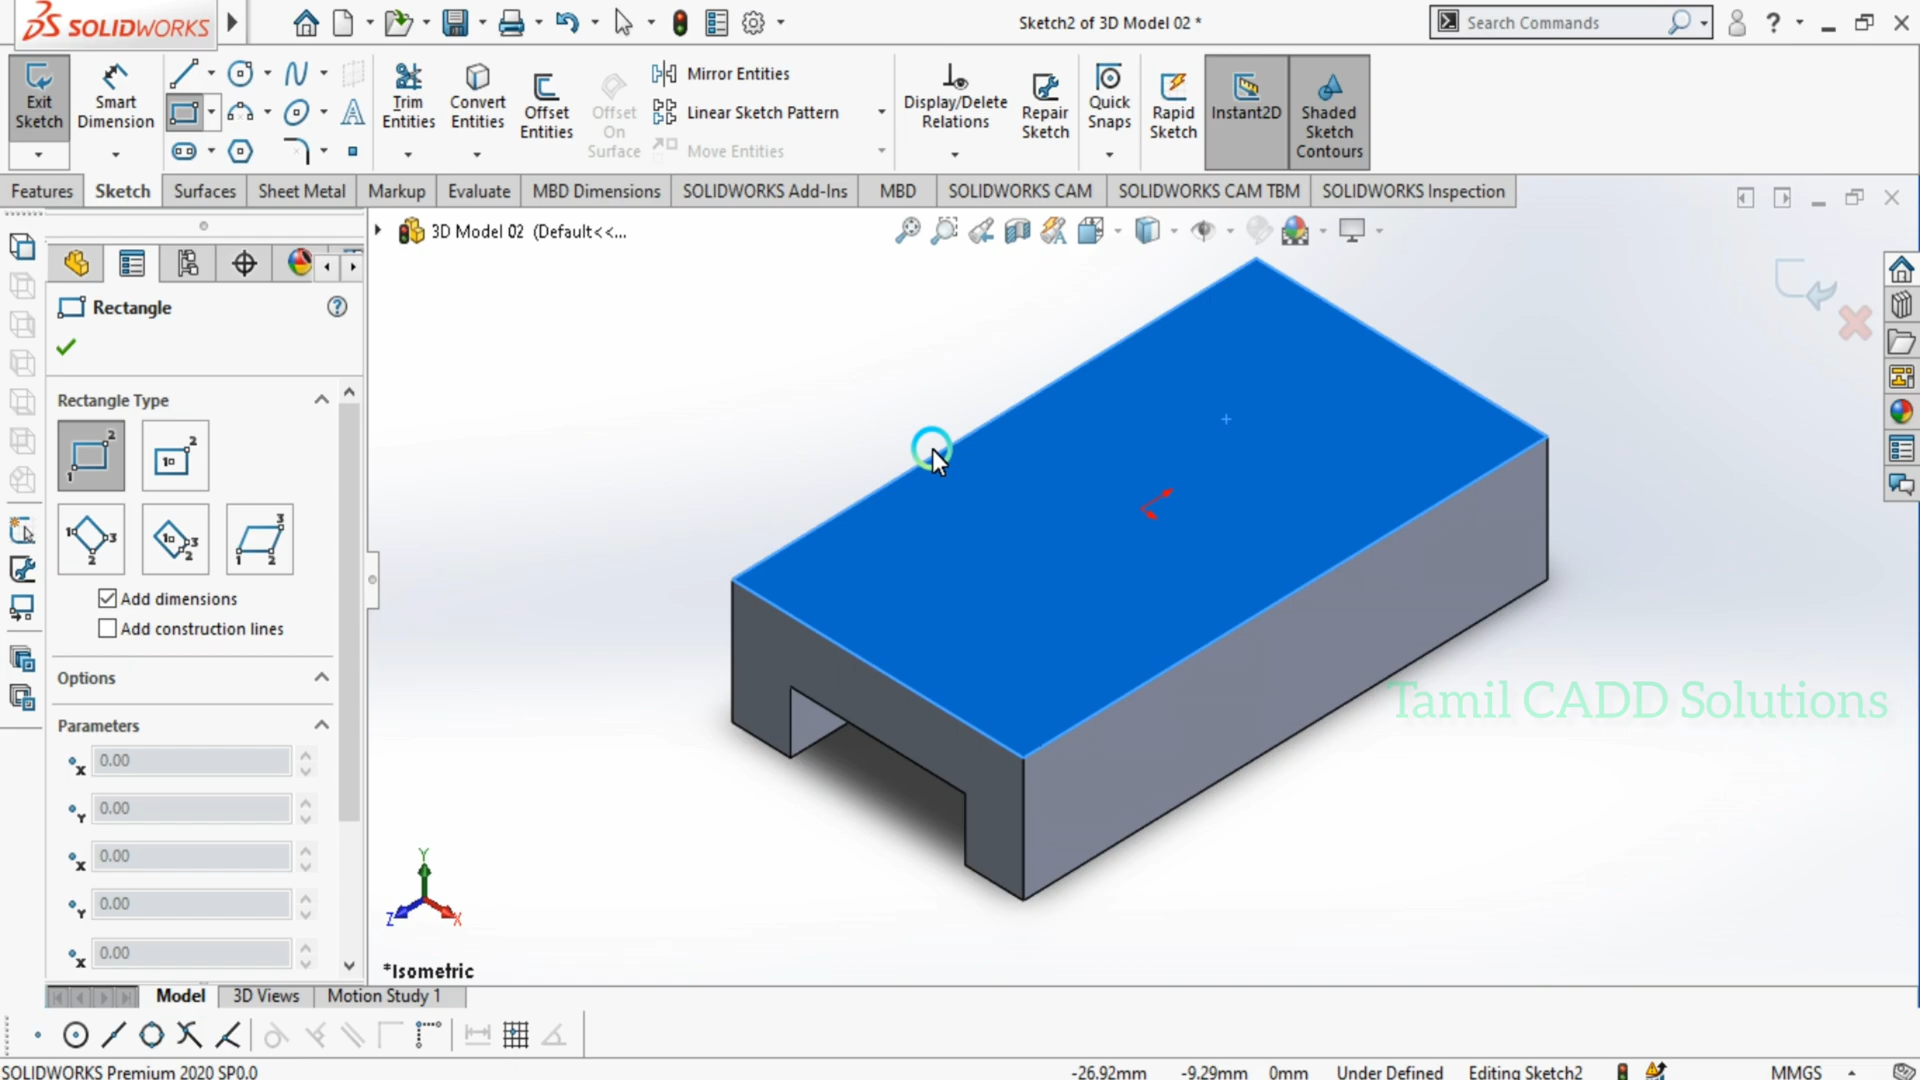 SOLIDWORKS
Sketch2 of 3D Model 02 *
Search Commands
?
Exit Sketch
Smart Dimension
Trim Entities
Convert Entities
Offset Entities
Offset On Surface
Mirror Entities
Linear Sketch Pattern
Move Entities
Display/Delete Relations
Repair Sketch
Quick Snaps
Rapid Sketch
Instant2D
Shaded Sketch Contours
Features
Sketch
Surfaces
Sheet Metal
Markup
Evaluate
MBD Dimensions
SOLIDWORKS Add-Ins
MBD
SOLIDWORKS CAM
SOLIDWORKS CAM TBM
SOLIDWORKS Inspection
3D Model 02 (Default<<...
Rectangle
Rectangle Type
Add dimensions
Add construction lines
Options
Parameters
X 0.00
Y 0.00
X 0.00
Y 0.00
X 0.00
Tamil CADD Solutions
Y
Z
X
*Isometric
Model
3D Views
Motion Study 1
SOLIDWORKS Premium 2020 SP0.0
-26.92mm
-9.29mm
0mm
Under Defined
Editing Sketch2
MMGS